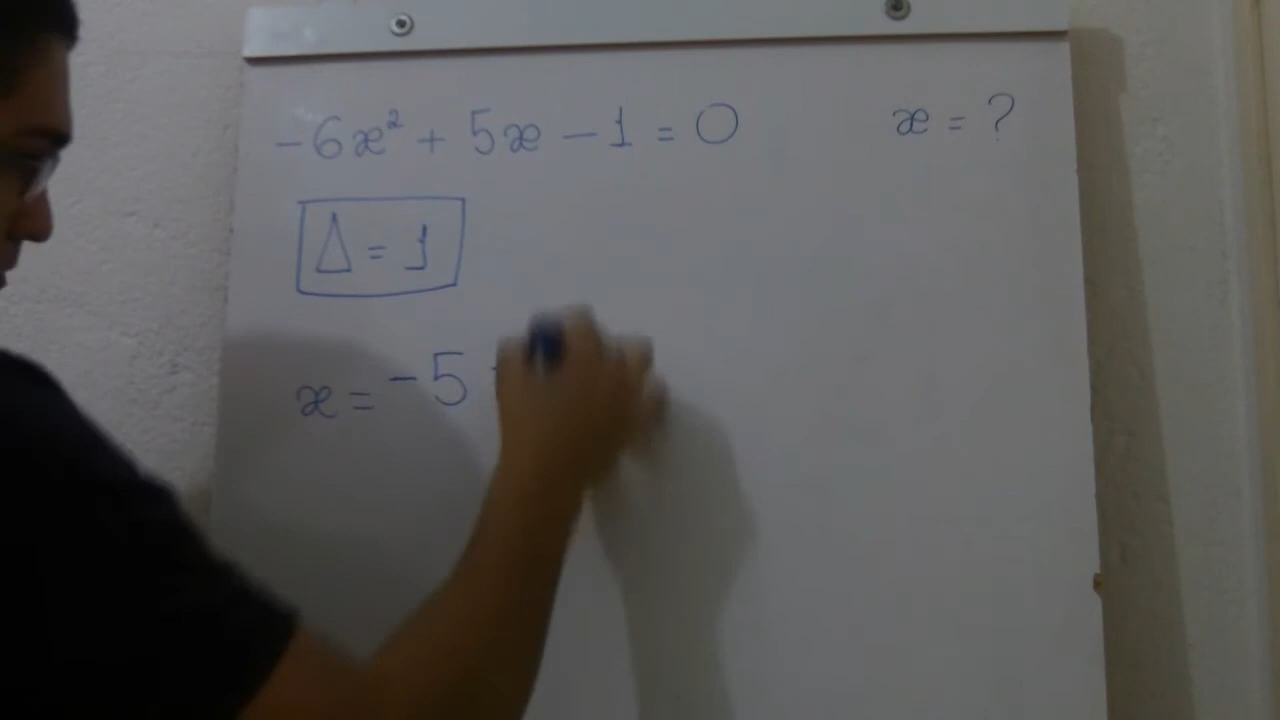 -6x² + 5x - 1 = 0
x = ?
Δ = 1
x = -5